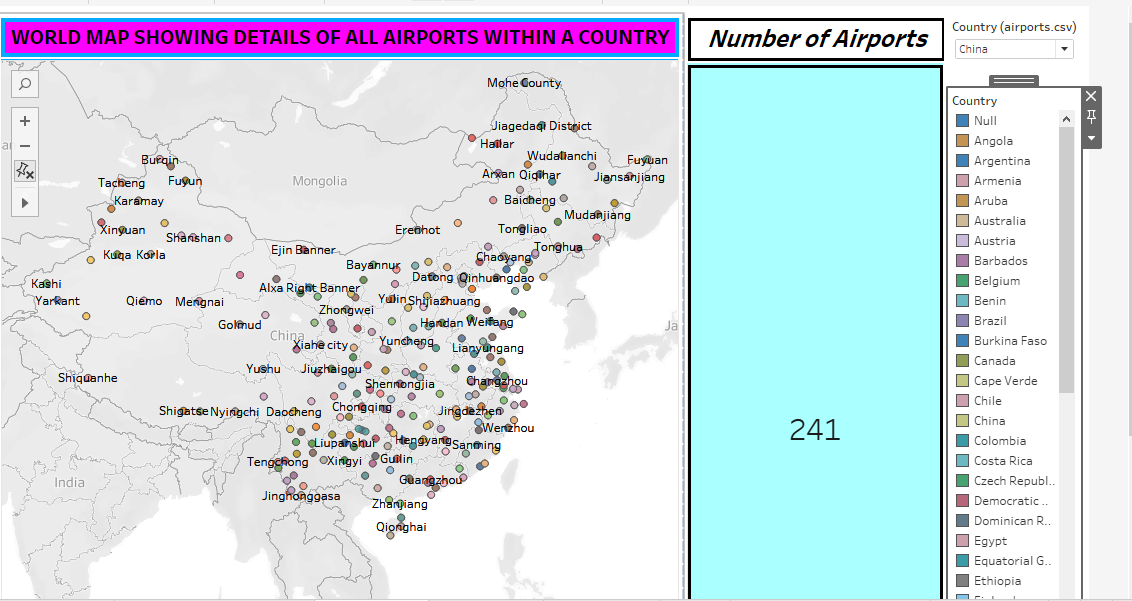 WORLD MAP SHOWING DETAILS OF ALL AIRPORTS WITHIN A COUNTRY
Number of Airports
Country (airports.csv)
China
Mohe County
Jiagedaqi District
Hailar
Wudalianchi
Fuyuan
Burqin
Arxan
Qiqihar
Jiansanjiang
Tacheng
Fuyun
Mongolia
Karamay
Baicheng
Mudanjiang
Xinyuan
Shanshan
Erenhot
Tongliao
Kuqa
Korla
Ejin Banner
Tonghua
Chaoyang
Bayannur
Datong
Qinhuangdao
Kashi
Alxa Right Banner
Yarkant
Qiemo
Mengnai
Yulin
Shijiazhuang
Zhongwei
Golmud
Handan
Weifang
China
Ja
Xiahe city
Yuncheng
Lianyungang
Yushu
Jiuzhaigou
Shiquanhe
Shennongjia
Changzhou
Shigatse
Nyingchi
Daocheng
Chongqing
Jingdezhen
Wenzhou
Liupanshui
Hengyang
Sanming
Tengchong
Xingyi
Guilin
India
Guangzhou
Jinghonggasa
Zhanjiang
Qionghai
241
Country
Null
Angola
Argentina
Armenia
Aruba
Australia
Austria
Barbados
Belgium
Benin
Brazil
Burkina Faso
Canada
Cape Verde
Chile
China
Colombia
Costa Rica
Czech Republ..
Democratic ..
Dominican R..
Egypt
Equatorial G..
Ethiopia